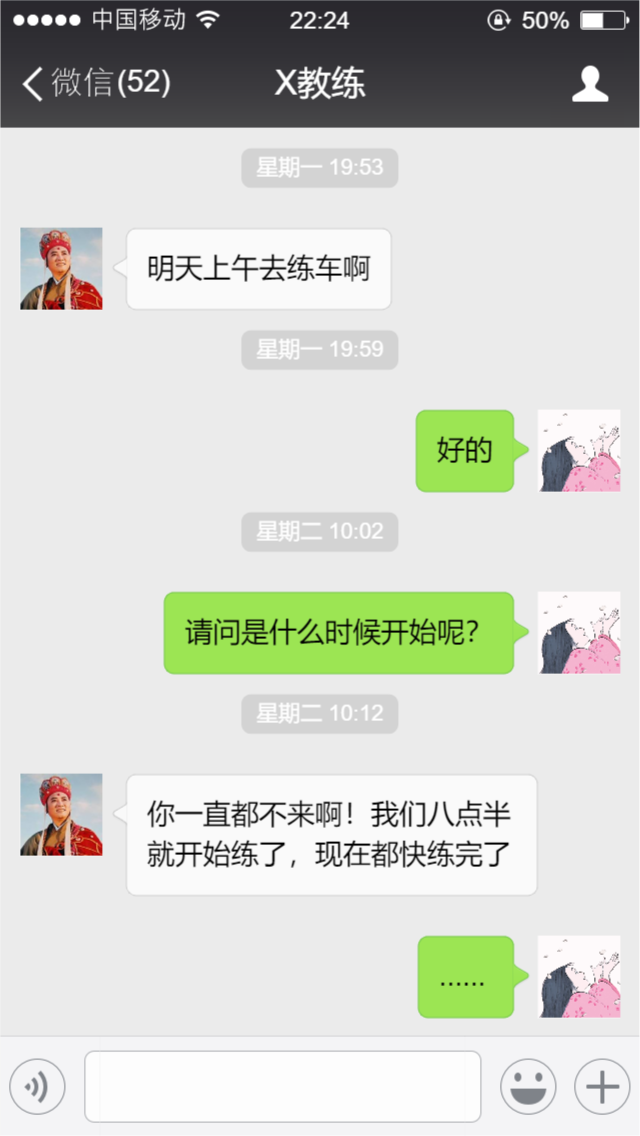 中国移动 22:24 50%
微信(52) X教练
星期一 19:53
明天上午去练车啊
星期一 19:59
好的
星期二 10:02
请问是什么时候开始呢?
星期二 10:12
你一直都不来啊！我们八点半
就开始练了，现在都快练完了
······